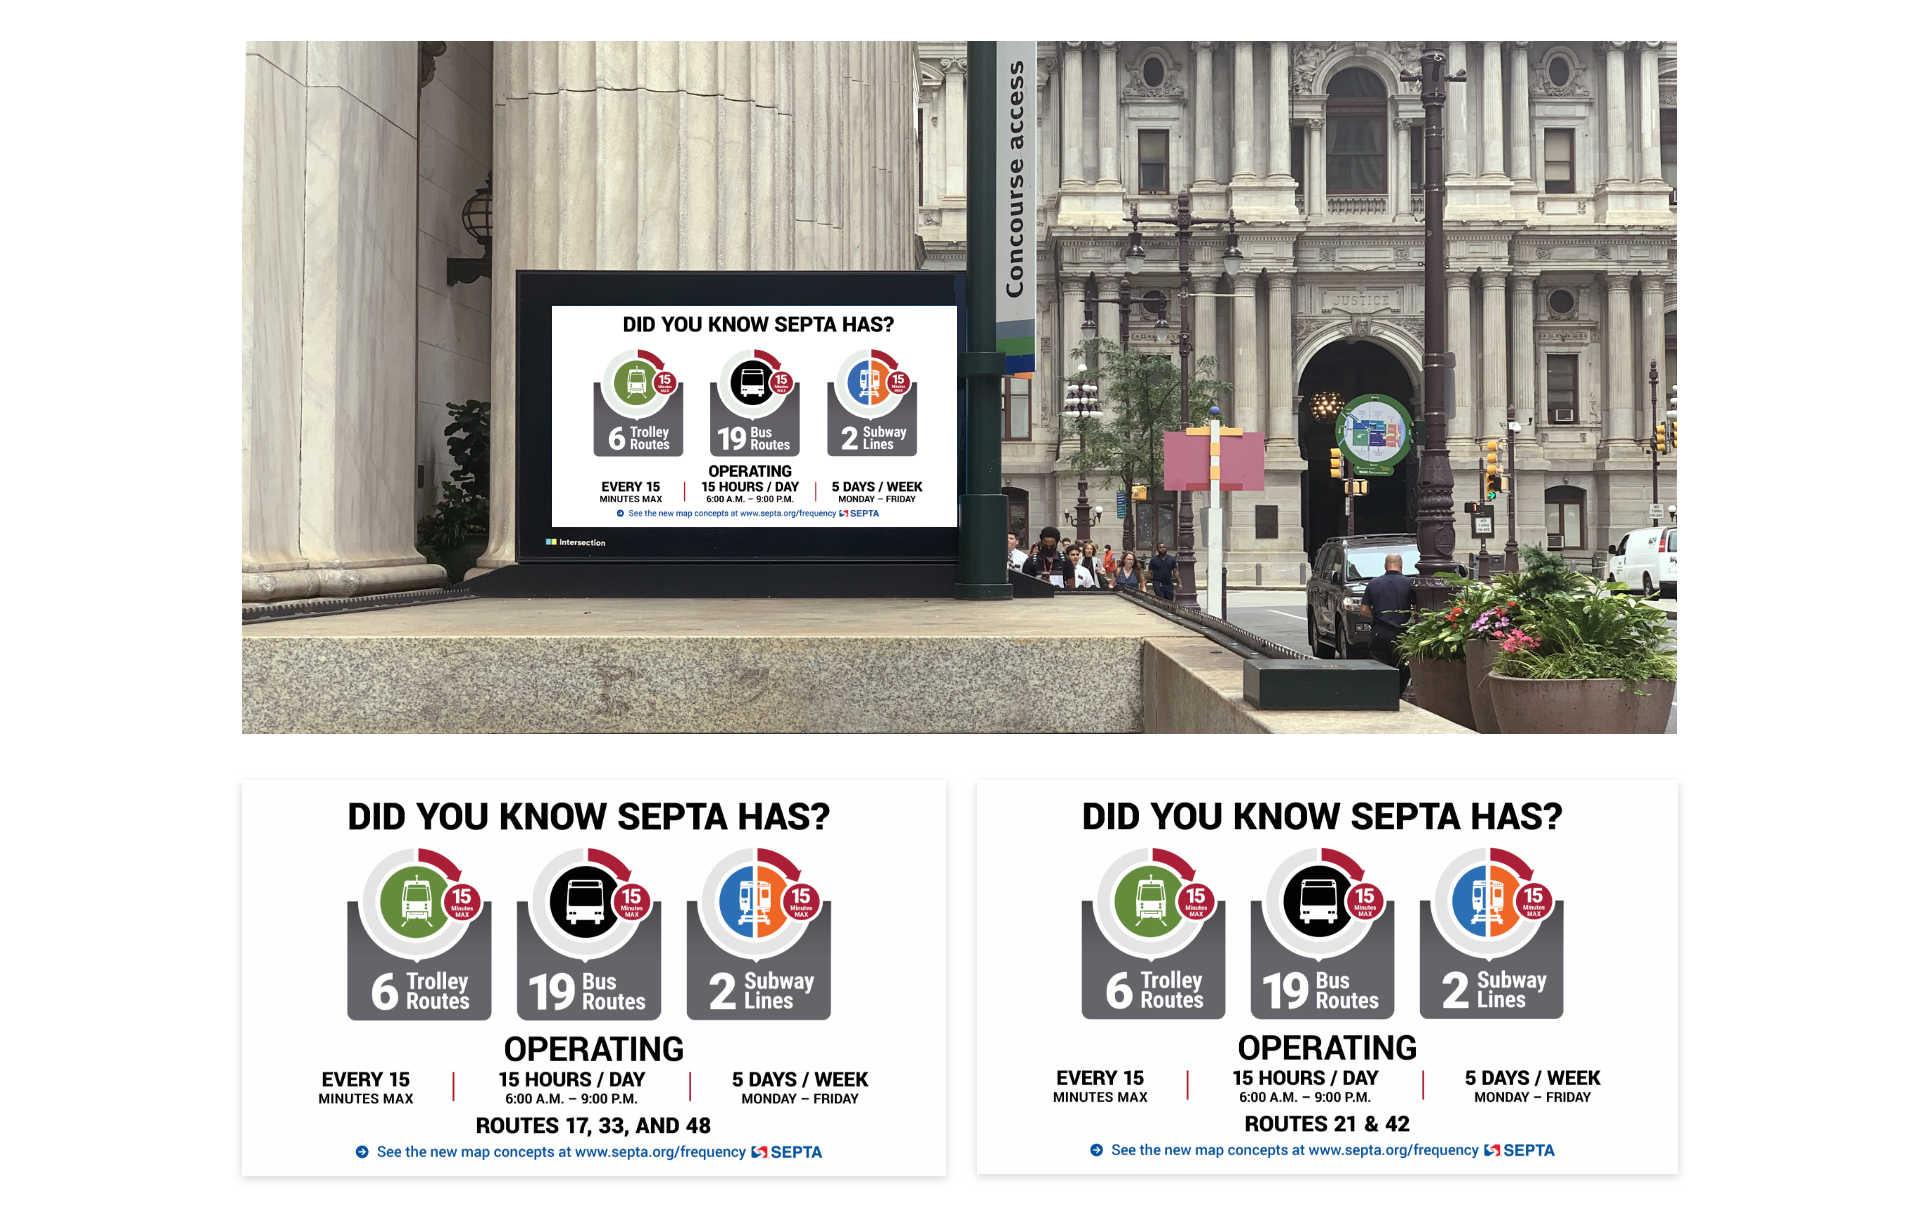 Concourse access
JUSTICE
DID YOU KNOW SEPTA HAS?
15 Minutes MAX
15 Minutes MAX
15 Minutes MAX
6 Trolley Routes
19 Bus Routes
2 Subway Lines
OPERATING
EVERY 15
MINUTES MAX
15 HOURS / DAY
6:00 A.M. – 9:00 P.M.
5 DAYS / WEEK
MONDAY – FRIDAY
See the new map concepts at www.septa.org/frequency SEPTA
Intersection
DID YOU KNOW SEPTA HAS?
15 Minutes MAX
15 Minutes MAX
15 Minutes MAX
6 Trolley Routes
19 Bus Routes
2 Subway Lines
OPERATING
EVERY 15
MINUTES MAX
15 HOURS / DAY
6:00 A.M. – 9:00 P.M.
5 DAYS / WEEK
MONDAY – FRIDAY
ROUTES 17, 33, AND 48
See the new map concepts at www.septa.org/frequency SEPTA
DID YOU KNOW SEPTA HAS?
15 Minutes MAX
15 Minutes MAX
15 Minutes MAX
6 Trolley Routes
19 Bus Routes
2 Subway Lines
OPERATING
EVERY 15
MINUTES MAX
15 HOURS / DAY
6:00 A.M. – 9:00 P.M.
5 DAYS / WEEK
MONDAY – FRIDAY
ROUTES 21 & 42
See the new map concepts at www.septa.org/frequency SEPTA